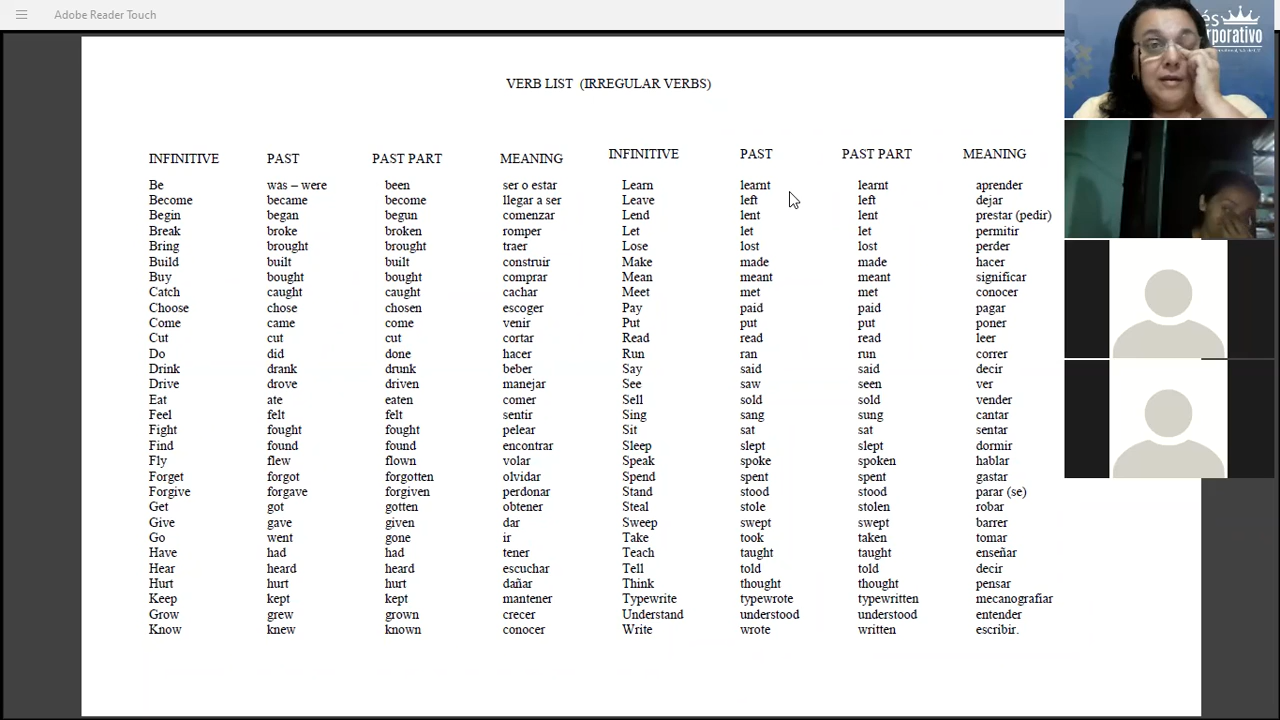 Adobe Reader Touch
és
rporativo
VERB LIST (IRREGULAR VERBS)
INFINITIVE PAST PAST PART MEANING
Be was – were been ser o estar
Become became become llegar a ser
Begin began begun comenzar
Break broke broken romper
Bring brought brought traer
Build built built construir
Buy bought bought comprar
Catch caught caught cachar
Choose chose chosen escoger
Come came come venir
Cut cut cut cortar
Do did done hacer
Drink drank drunk beber
Drive drove driven manejar
Eat ate eaten comer
Feel felt felt sentir
Fight fought fought pelear
Find found found encontrar
Fly flew flown volar
Forget forgot forgotten olvidar
Forgive forgave forgiven perdonar
Get got gotten obtener
Give gave given dar
Go went gone ir
Have had had tener
Hear heard heard escuchar
Hurt hurt hurt dañar
Keep kept kept mantener
Grow grew grown crecer
Know knew known conocer
INFINITIVE PAST PAST PART MEANING
Learn learnt learnt aprender
Leave left left dejar
Lend lent lent prestar (pedir)
Let let let permitir
Lose lost lost perder
Make made made hacer
Mean meant meant significar
Meet met met conocer
Pay paid paid pagar
Put put put poner
Read read read leer
Run ran run correr
Say said said decir
See saw seen ver
Sell sold sold vender
Sing sang sung cantar
Sit sat sat sentar
Sleep slept slept dormir
Speak spoke spoken hablar
Spend spent spent gastar
Stand stood stood parar (se)
Steal stole stolen robar
Sweep swept swept barrer
Take took taken tomar
Teach taught taught enseñar
Tell told told decir
Think thought thought pensar
Typewrite typewrote typewritten mecanografiar
Understand understood understood entender
Write wrote written escribir.